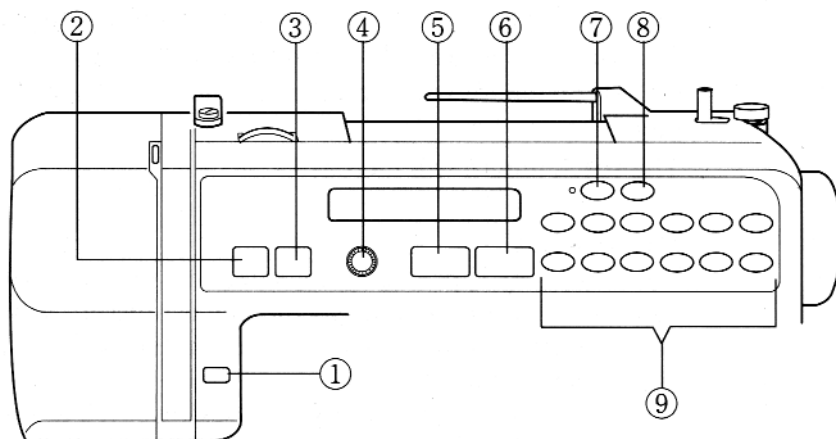 ② ③ ④ ⑤ ⑥ ⑦ ⑧
①
⑨